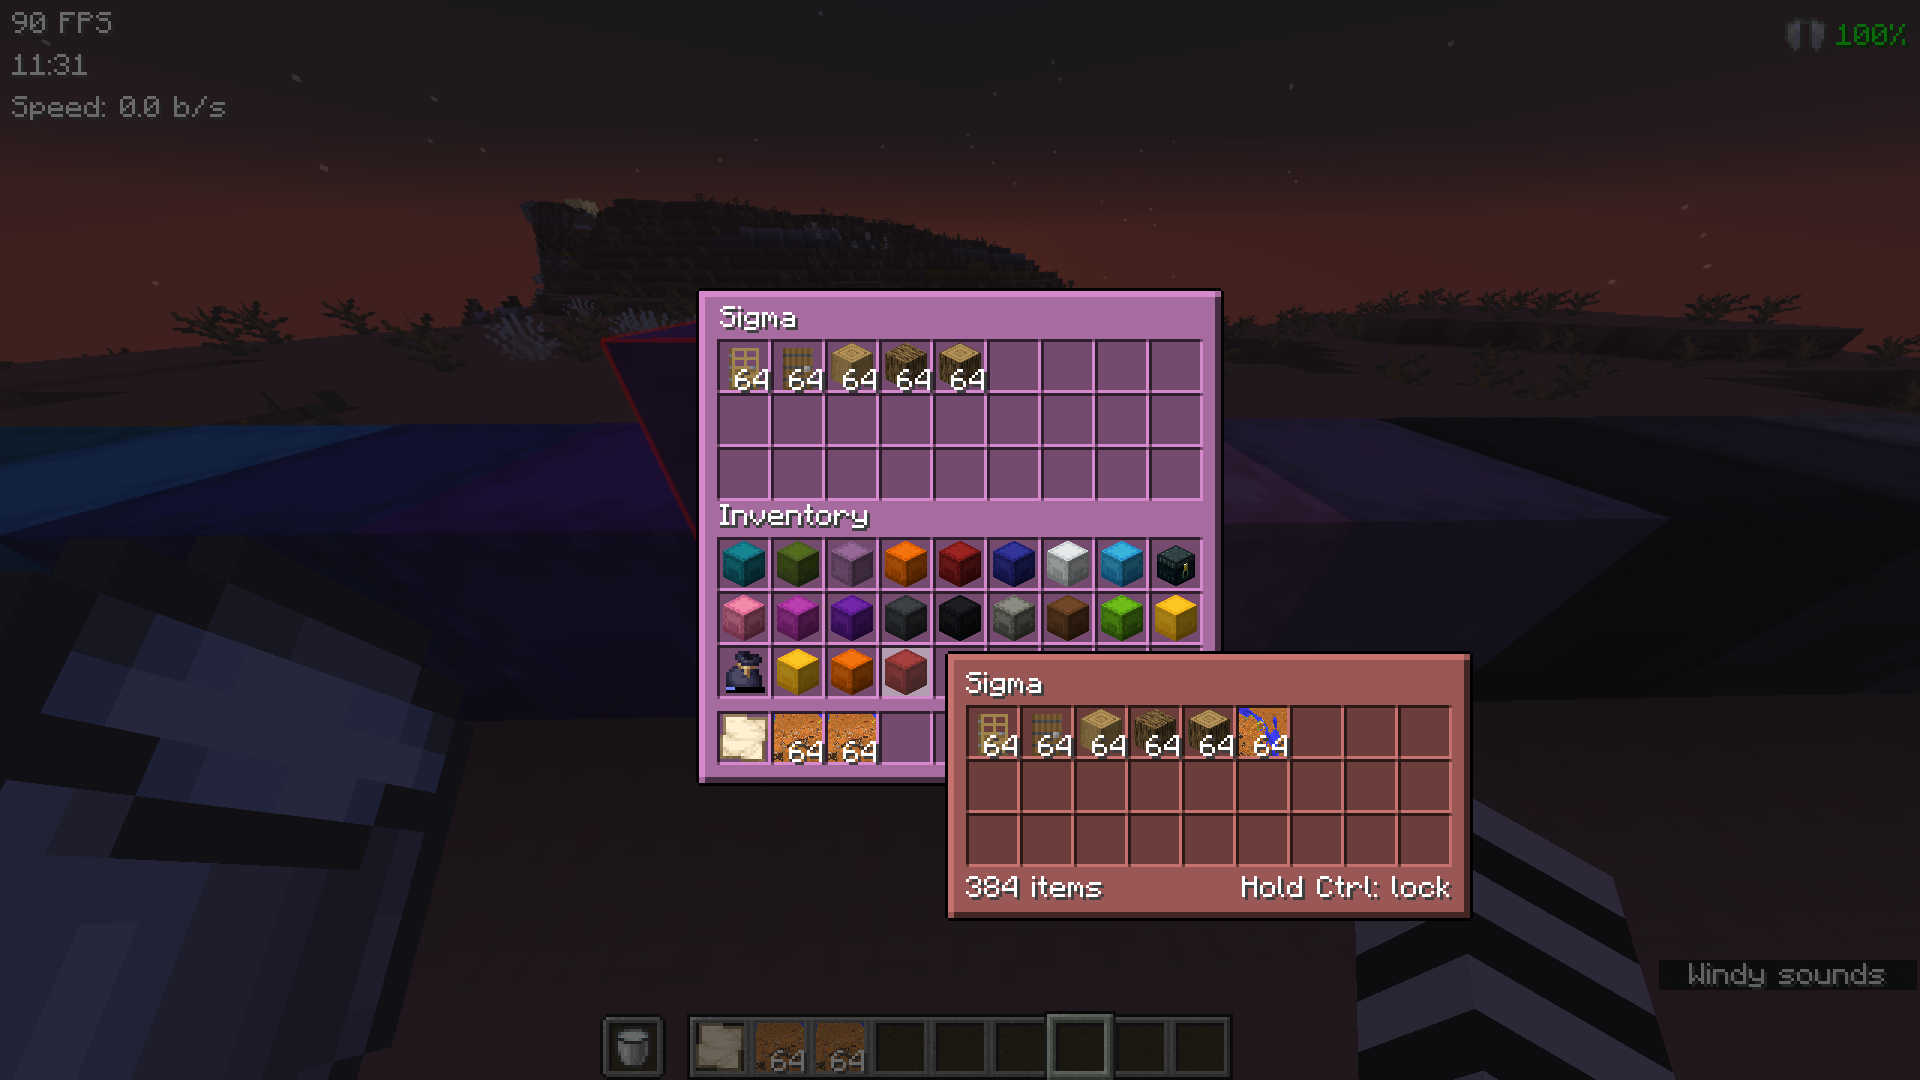 90 FPS
100%
11:31
Speed: 0.0 b/s
Sigma
64 64 64 64 64
Inventory
64 64
Sigma
64 64 64 64 64 64
384 items
Hold Ctrl: lock
Windy sounds
64 64